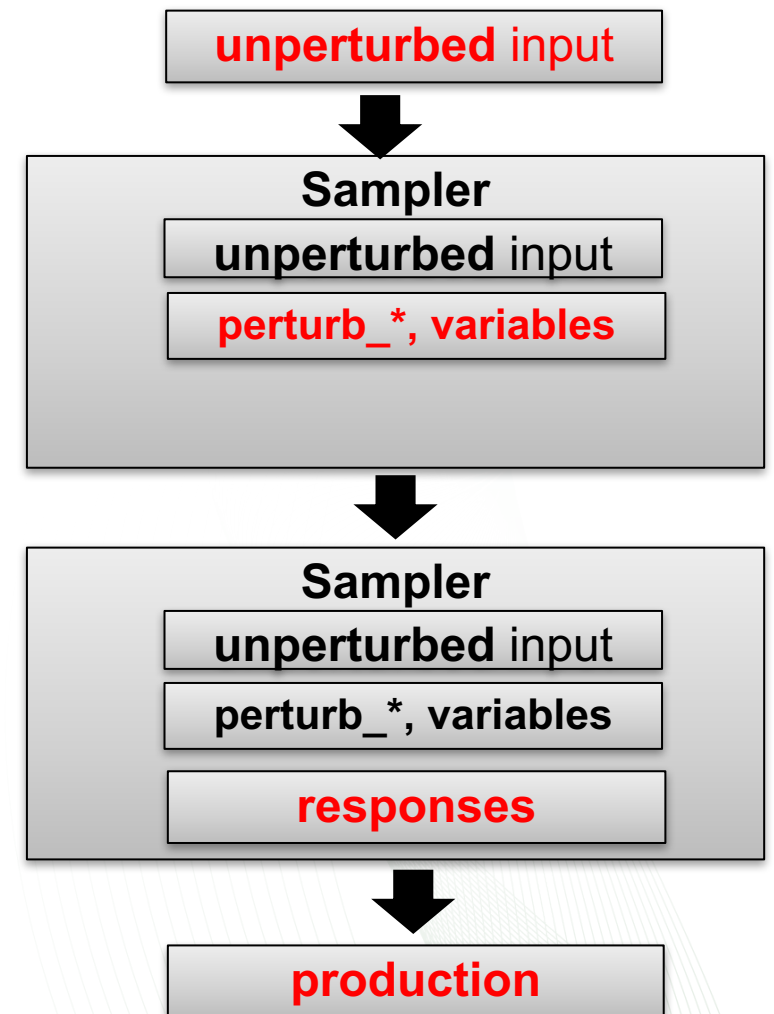 unperturbed input
Sampler
unperturbed input
perturb_*, variables
Sampler
unperturbed input
perturb_*, variables
responses
production